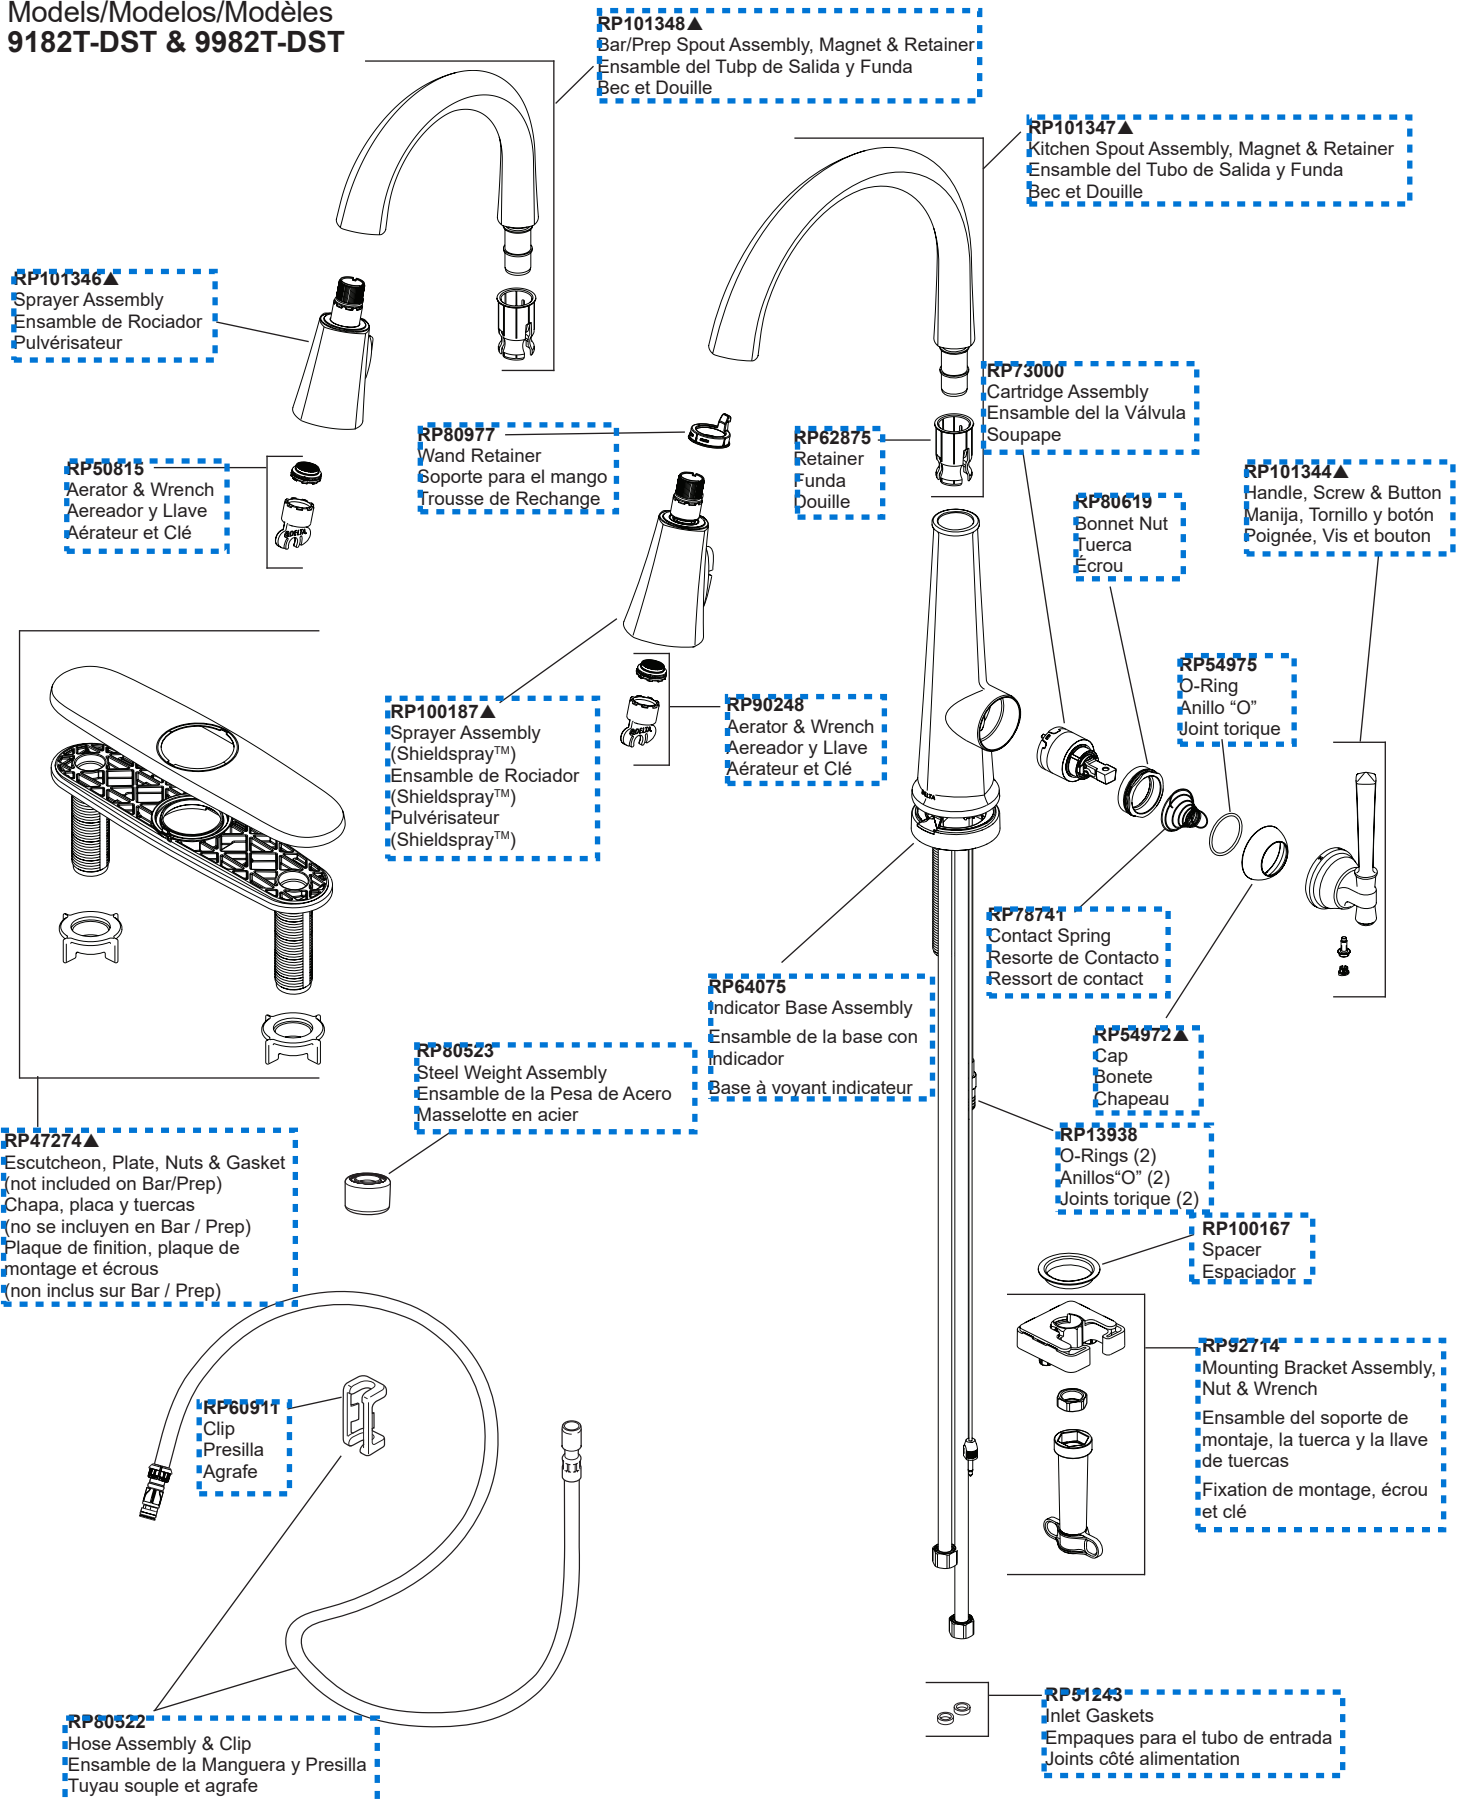 Models/Modelos/Modèles
9182T-DST & 9982T-DST
RP101348▲
Bar/Prep Spout Assembly, Magnet & Retainer
Ensamble del Tubp de Salida y Funda
Bec et Douille
RP101347▲
Kitchen Spout Assembly, Magnet & Retainer
Ensamble del Tubo de Salida y Funda
Bec et Douille
RP101346▲
Sprayer Assembly
Ensamble de Rociador
Pulvérisateur
RP73000
Cartridge Assembly
Ensamble del la Válvula
Soupape
RP80977
Wand Retainer
Soporte para el mango
Trousse de Rechange
RP62875
Retainer
Funda
Douille
RP50815
Aerator & Wrench
Aereador y Llave
Aérateur et Clé
RP101344▲
Handle, Screw & Button
Manija, Tornillo y botón
Poignée, Vis et bouton
RP80619
Bonnet Nut
Tuerca
Écrou
DELTA
RP54975
O-Ring
Anillo “O”
Joint torique
RP100187▲
Sprayer Assembly
(Shieldspray™)
Ensamble de Rociador
(Shieldspray™)
Pulvérisateur
(Shieldspray™)
DELTA
RP90248
Aerator & Wrench
Aereador y Llave
Aérateur et Clé
DELTA
RP78741
Contact Spring
Resorte de Contacto
Ressort de contact
RP64075
Indicator Base Assembly
Ensamble de la base con
indicador
Base à voyant indicateur
RP54972▲
Cap
Bonete
Chapeau
RP80523
Steel Weight Assembly
Ensamble de la Pesa de Acero
Masselotte en acier
RP47274▲
Escutcheon, Plate, Nuts & Gasket
(not included on Bar/Prep)
Chapa, placa y tuercas
(no se incluyen en Bar / Prep)
Plaque de finition, plaque de
montage et écrous
(non inclus sur Bar / Prep)
RP13938
O-Rings (2)
Anillos“O” (2)
Joints torique (2)
RP100167
Spacer
Espaciador
RP92714
Mounting Bracket Assembly,
Nut & Wrench
Ensamble del soporte de
montaje, la tuerca y la llave
de tuercas
Fixation de montage, écrou
et clé
RP60911
Clip
Presilla
Agrafe
RP80522
Hose Assembly & Clip
Ensamble de la Manguera y Presilla
Tuyau souple et agrafe
RP51243
Inlet Gaskets
Empaques para el tubo de entrada
Joints côté alimentation